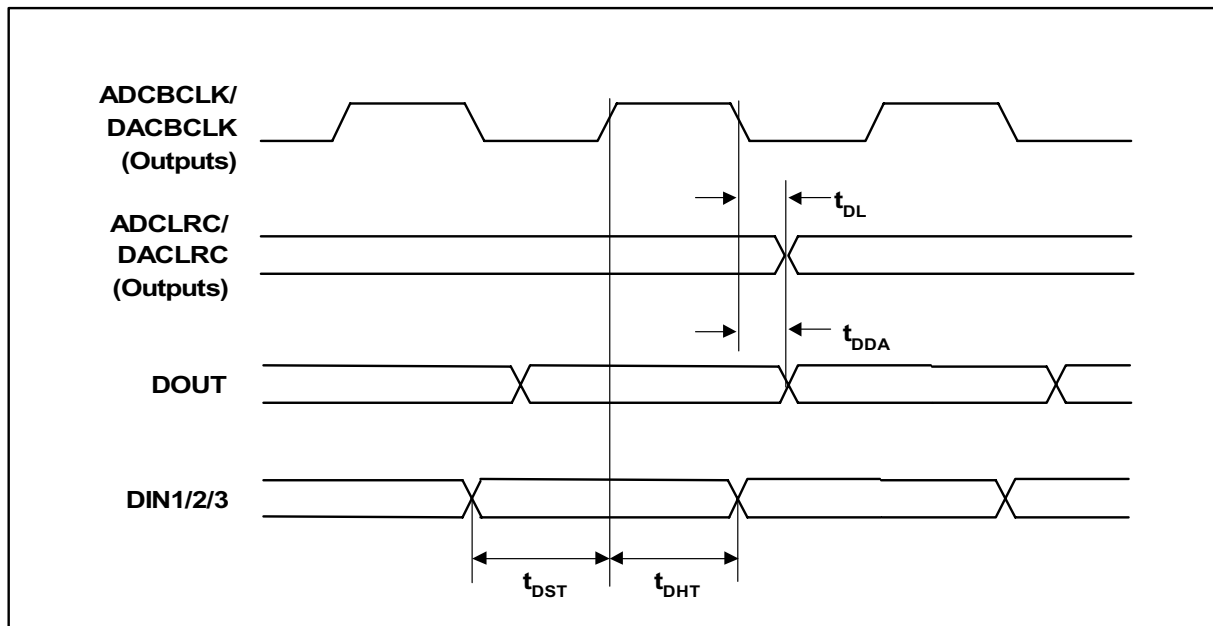 ADCBCLK/
DACBCLK
(Outputs)
tDL
ADCLRC/
DACLRC
(Outputs)
tDDA
DOUT
DIN1/2/3
tDST
tDHT